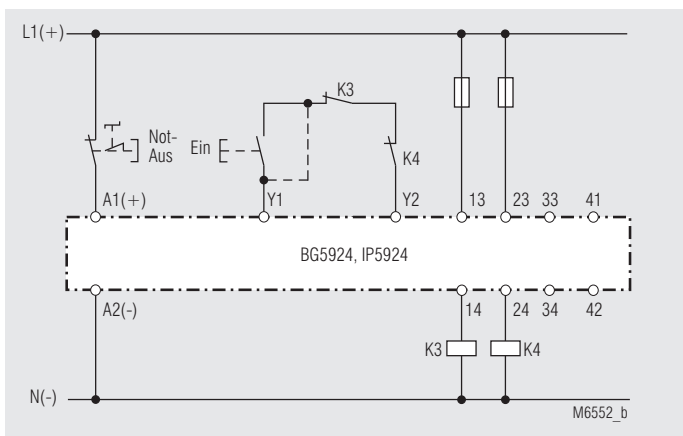 L1(+)
K3
Not-
Aus
Ein
K4
A1(+)
Y1
Y2
13
23
33
41
BG5924, IP5924
A2(-)
14
24
34
42
K3
K4
N(-)
M6552_b